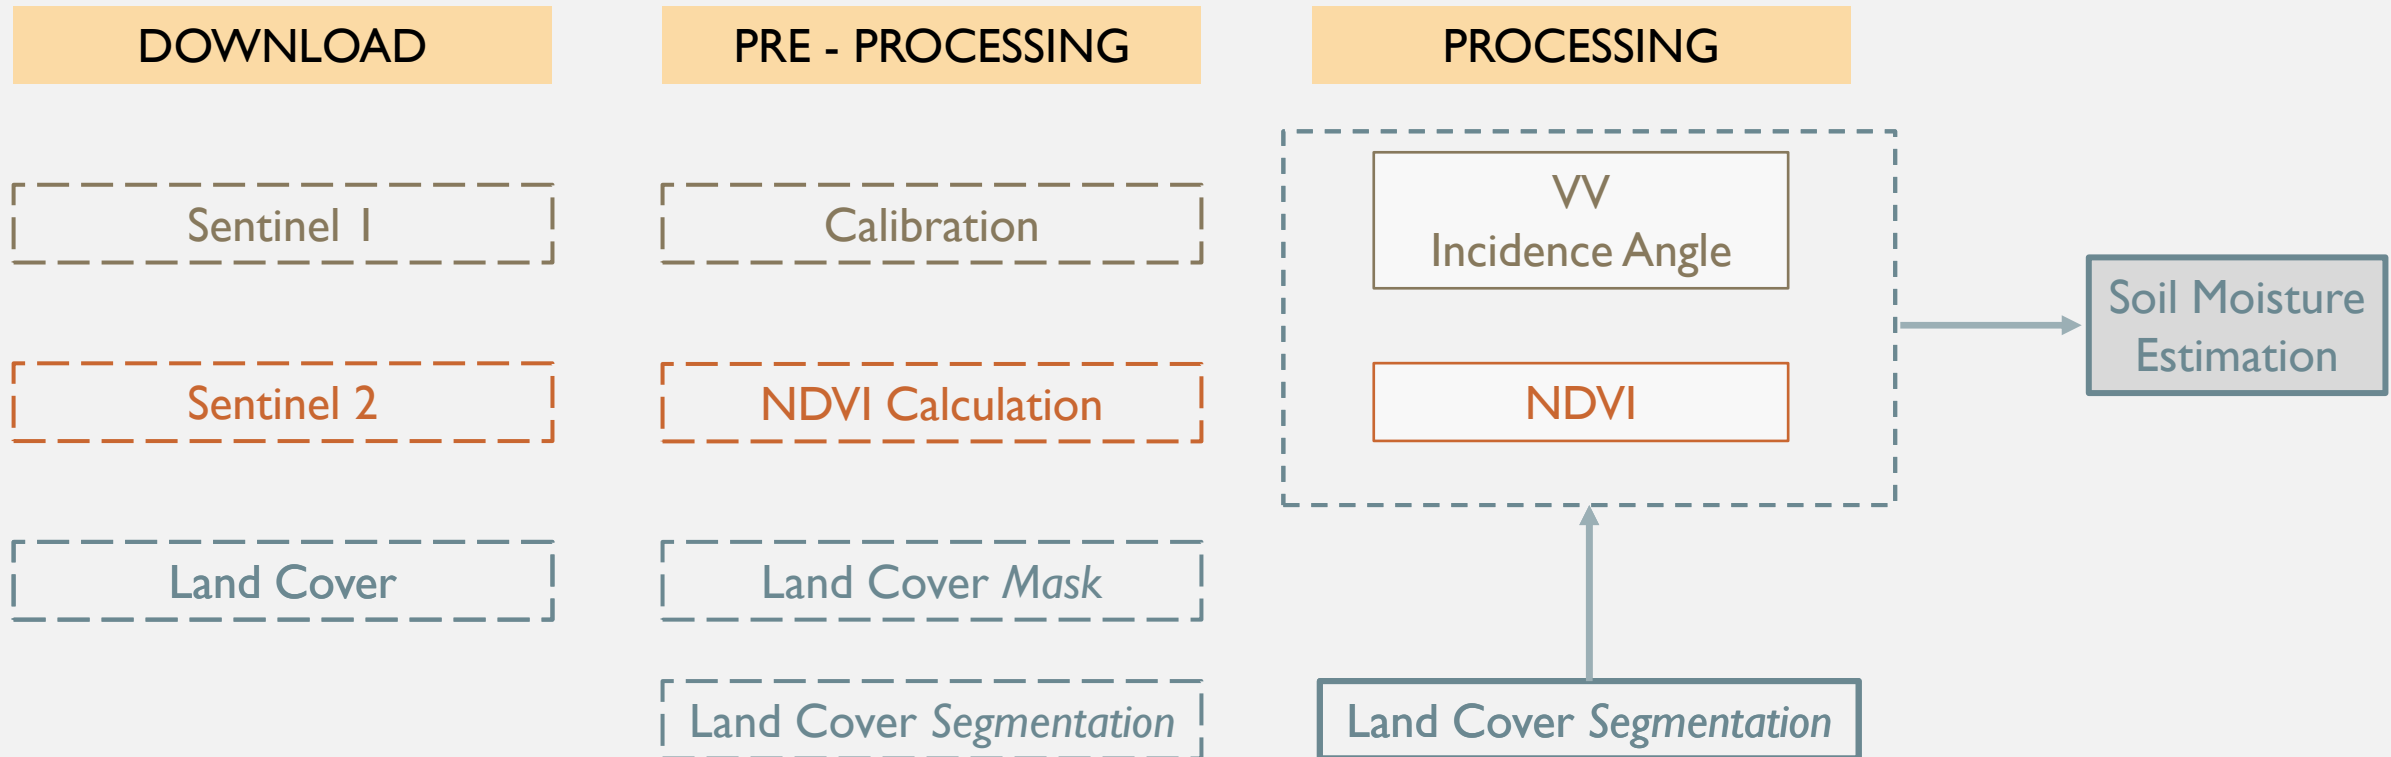 DOWNLOAD
PRE - PROCESSING
PROCESSING
Sentinel 1
Calibration
VV
Incidence Angle
Soil Moisture
Estimation
Sentinel 2
NDVI Calculation
NDVI
Land Cover
Land Cover Mask
Land Cover Segmentation
Land Cover Segmentation